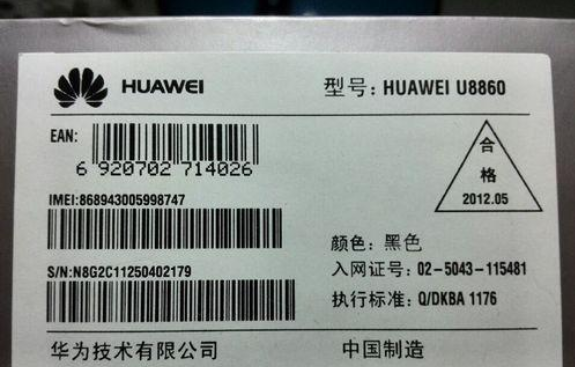 HUAWEI
型号: HUAWEI U8860
EAN:
6 920702 714026
合
格
2012.05
IMEI:868943005998747
颜色: 黑色
S/N:N8G2C11250402179
入网证号: 02-5043-115481
执行标准: Q/DKBA 1176
华为技术有限公司
中国制造